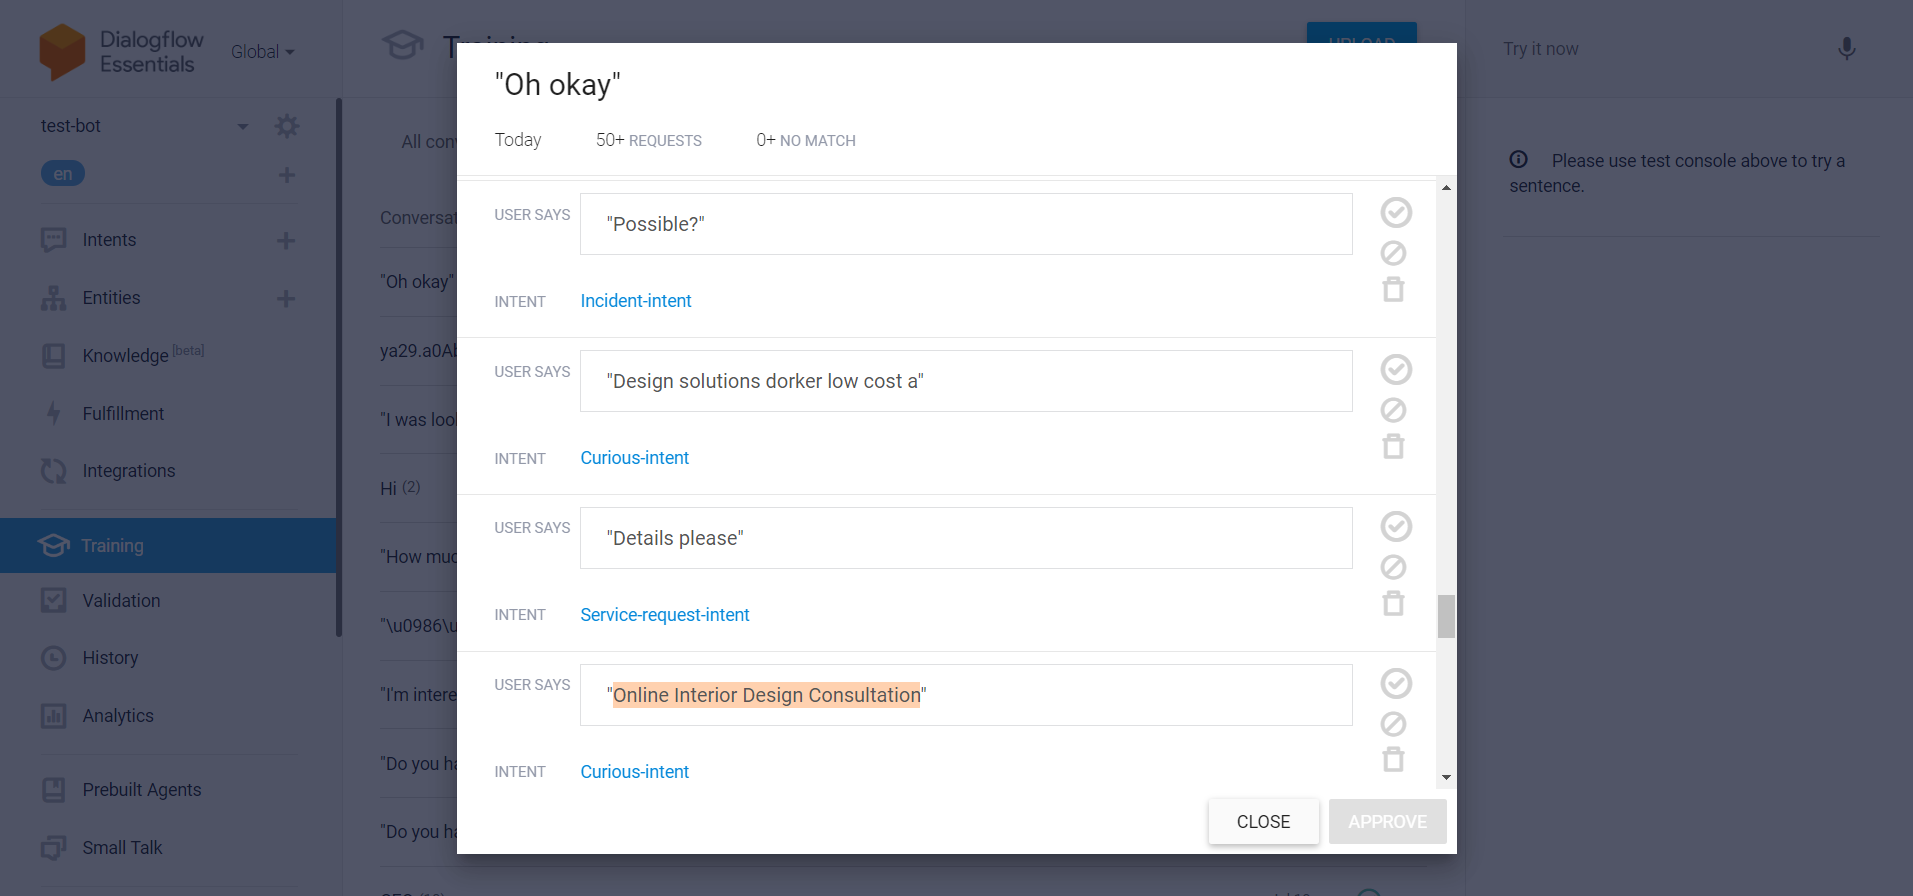 Dialogflow
Essentials
Global
test-bot
en
Intents
Entities
Knowledge [beta]
Fulfillment
Integrations
Training
Validation
History
Analytics
Prebuilt Agents
Small Talk
Training
UPLOAD
All con
Conversat
"Oh okay"
ya29.a0Ab
"I was loo
Hi (2)
"How muc
"\u0986\u
"I'm intere
"Do you ha
"Do you ha
"Oh okay"
Today 50+ REQUESTS 0+ NO MATCH
USER SAYS "Possible?"
INTENT Incident-intent
USER SAYS "Design solutions dorker low cost a"
INTENT Curious-intent
USER SAYS "Details please"
INTENT Service-request-intent
USER SAYS "Online Interior Design Consultation"
INTENT Curious-intent
CLOSE APPROVE
Try it now
Please use test console above to try a
sentence.